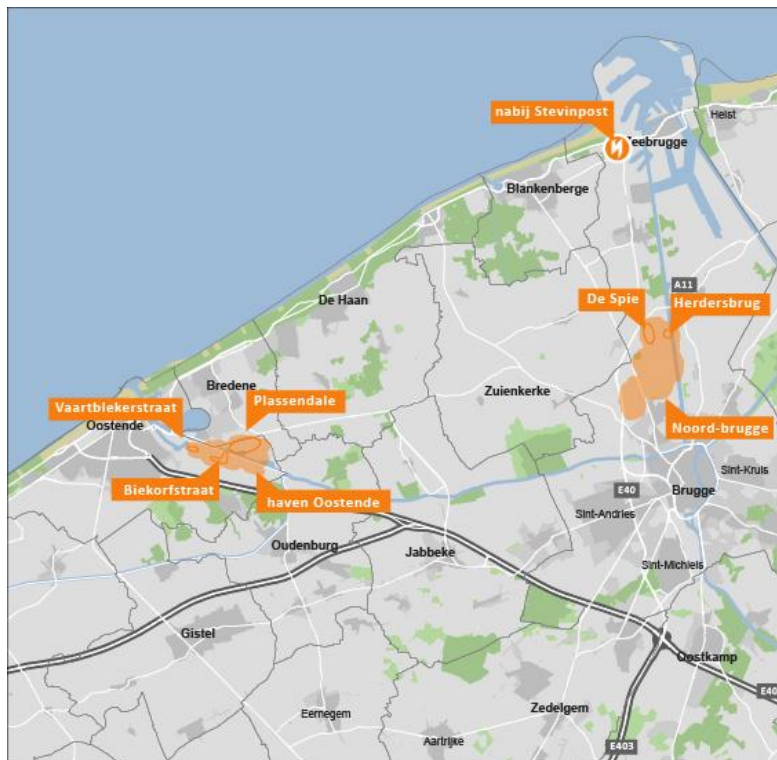 nabij Stevinpost
Heist
Zeebrugge
Blankenberge
A11
De Haan
De Spie
Herdersbrug
Bredene
Plassendale
Zuienkerke
Vaartblekerstraat
Oostende
Noord-brugge
Sint-Kruis
Biekorfstraat
haven Oostende
E40
Brugge
Sint-Andries
Oudenburg
Jabbeke
Sint-Michiels
Gistel
Oostkamp
E40
Eernegem
Zedelgem
Aartrijke
E403